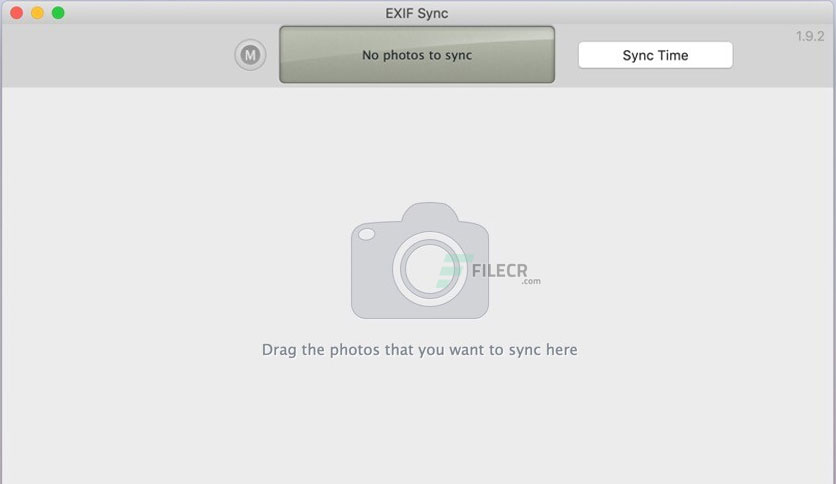 EXIF Sync
M
No photos to sync
Sync Time
1.9.2
FILECR
.com
Drag the photos that you want to sync here